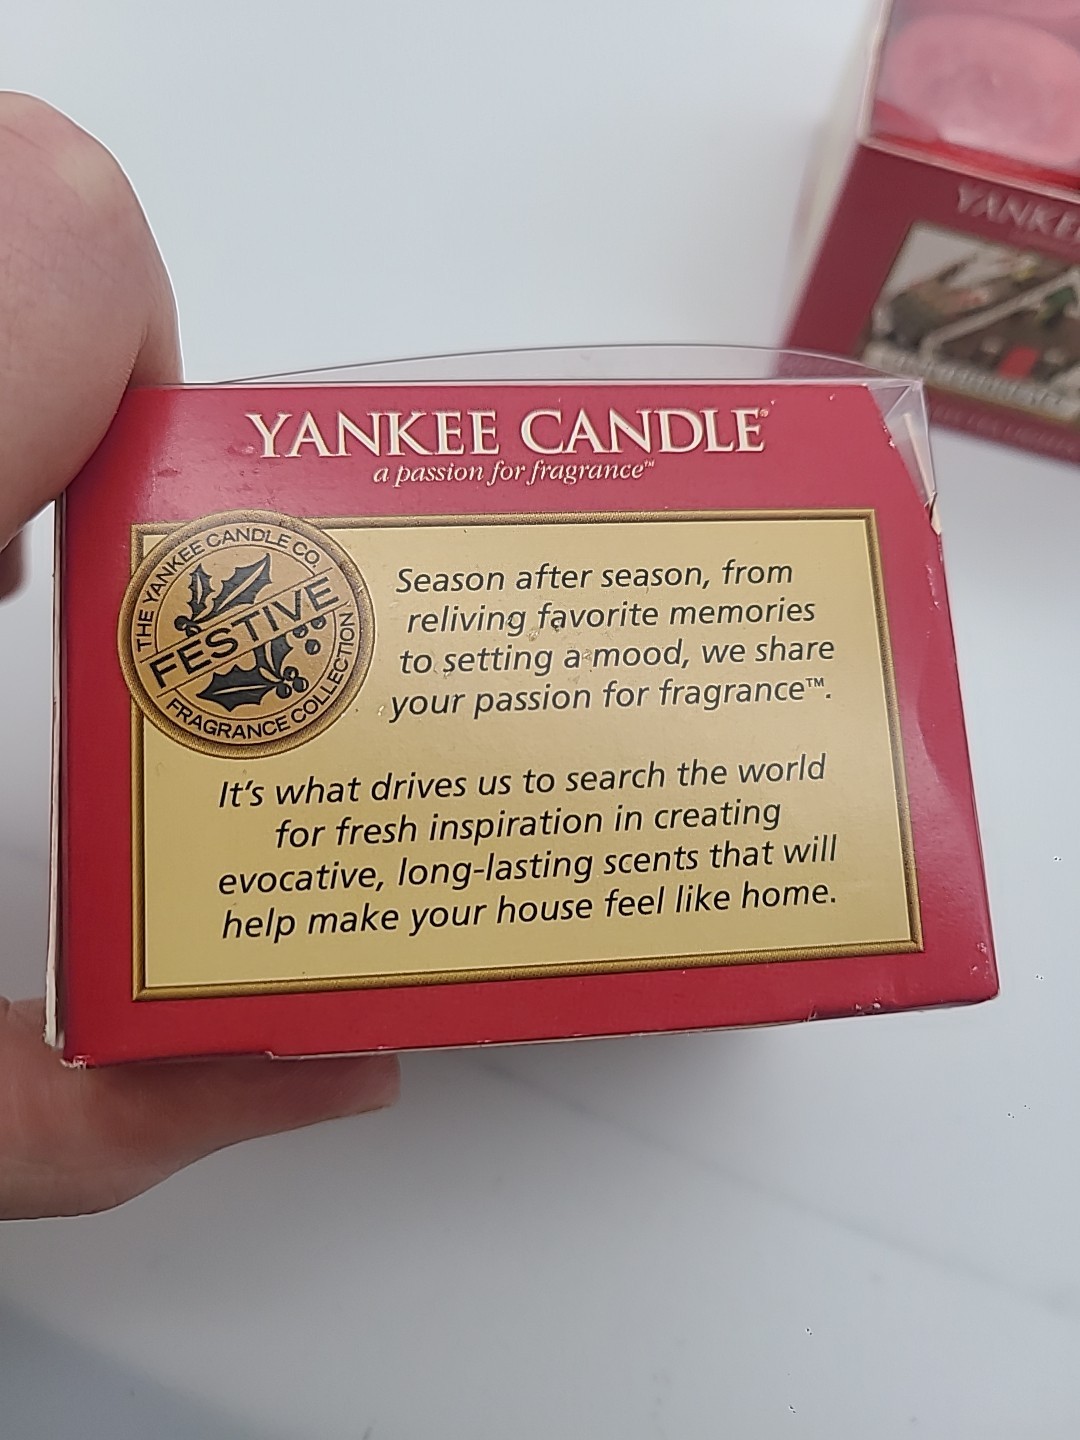 YANKEE CANDLE®
a passion for fragrance™
THE YANKEE CANDLE CO.
FESTIVE
FRAGRANCE COLLECTION
Season after season, from
reliving favorite memories
to setting a mood, we share
your passion for fragrance™.
It's what drives us to search the world
for fresh inspiration in creating
evocative, long-lasting scents that will
help make your house feel like home.
YANKEE